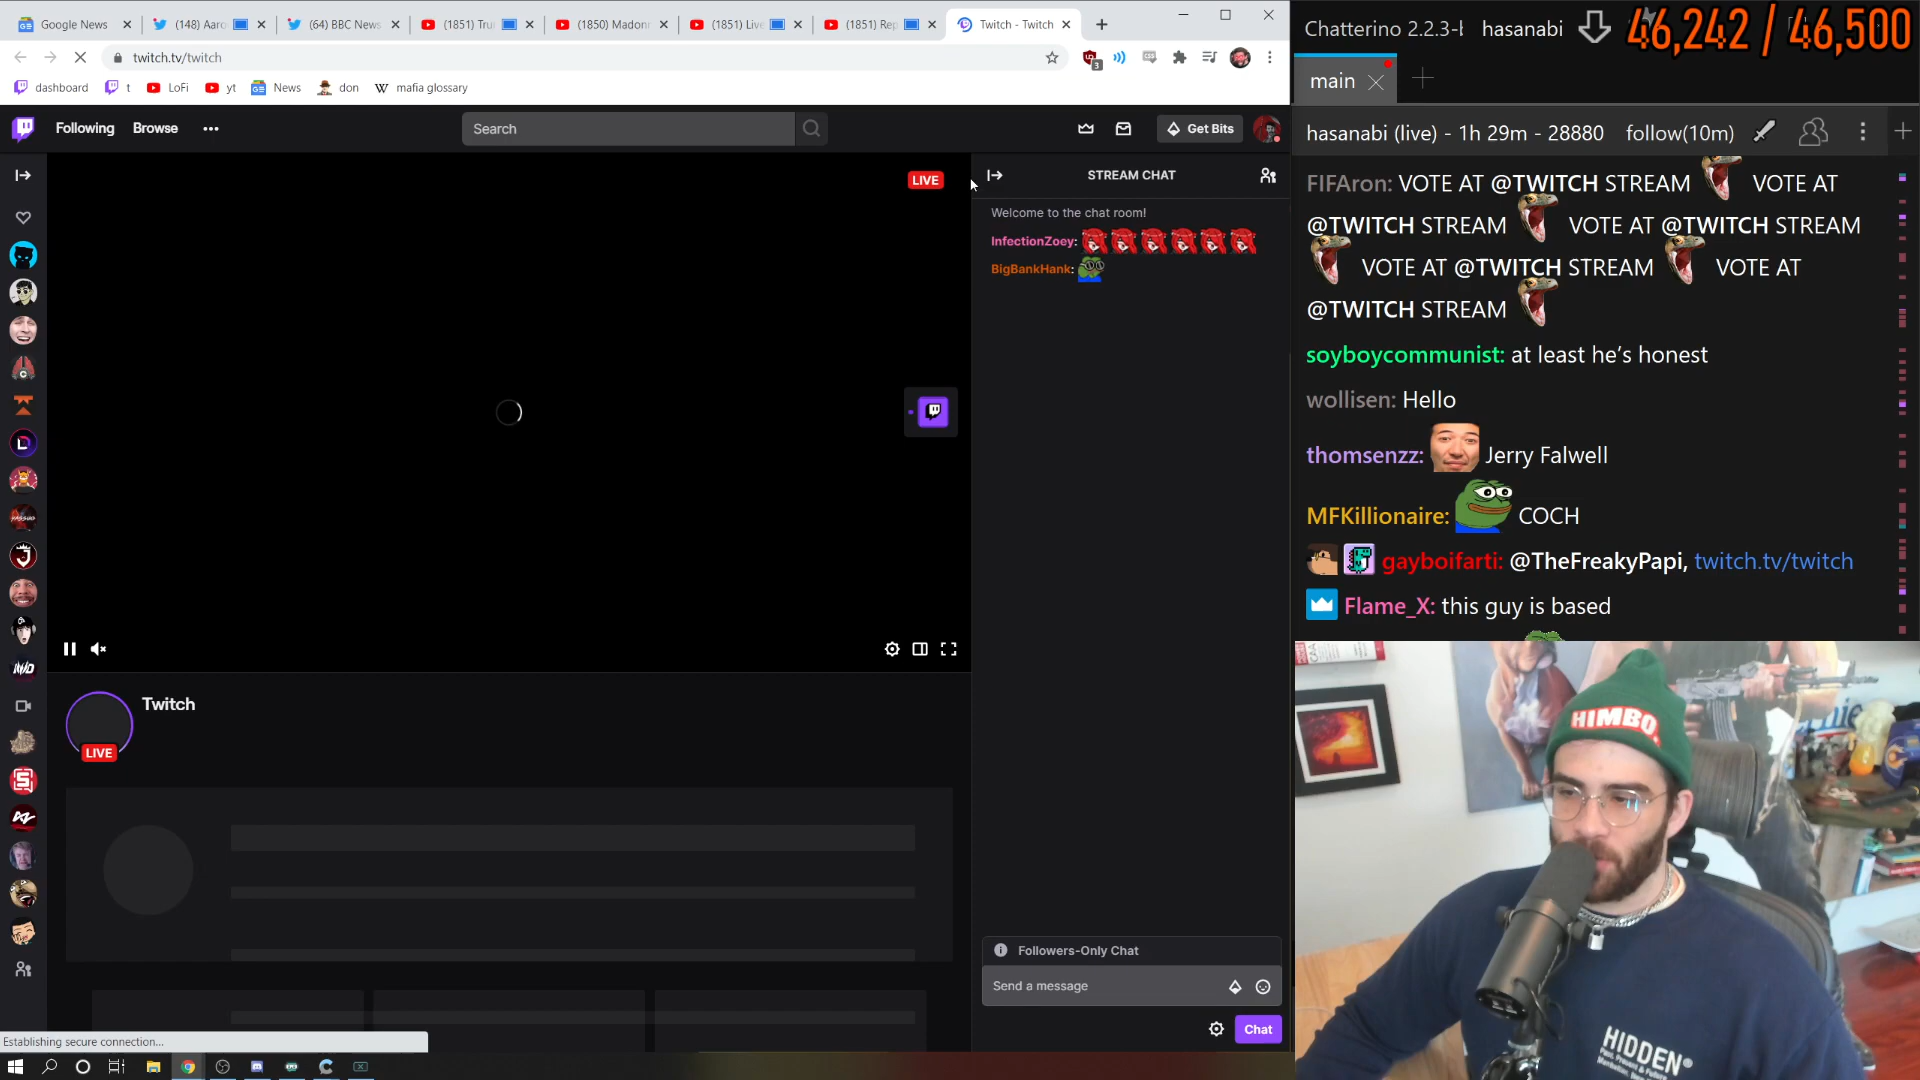 Google News
(148) Aaro
(64) BBC News
(1851) Tru
(1850) Madonn
(1851) Live
(1851) Rep
Twitch - Twitch
twitch.tv/twitch
3
dashboard
t
LoFi
yt
News
don
mafia glossary
Following
Browse
Search
Get Bits
LIVE
STREAM CHAT
Welcome to the chat room!
InfectionZoey:
BigBankHank:
Twitch
LIVE
Followers-Only Chat
Send a message
Chat
Establishing secure connection...
Chatterino 2.2.3-b
hasanabi
46,242 / 46,500
main
hasanabi (live) - 1h 29m - 28880
follow(10m)
FIFAron: VOTE AT @TWITCH STREAM VOTE AT
@TWITCH STREAM VOTE AT @TWITCH STREAM
VOTE AT @TWITCH STREAM VOTE AT
@TWITCH STREAM
soyboycommunist: at least he's honest
wollisen: Hello
thomsenzz: Jerry Falwell
MFKillionaire: COCH
gayboifarti: @TheFreakyPapi, twitch.tv/twitch
Flame_X: this guy is based
HIMBO.
HIDDEN®